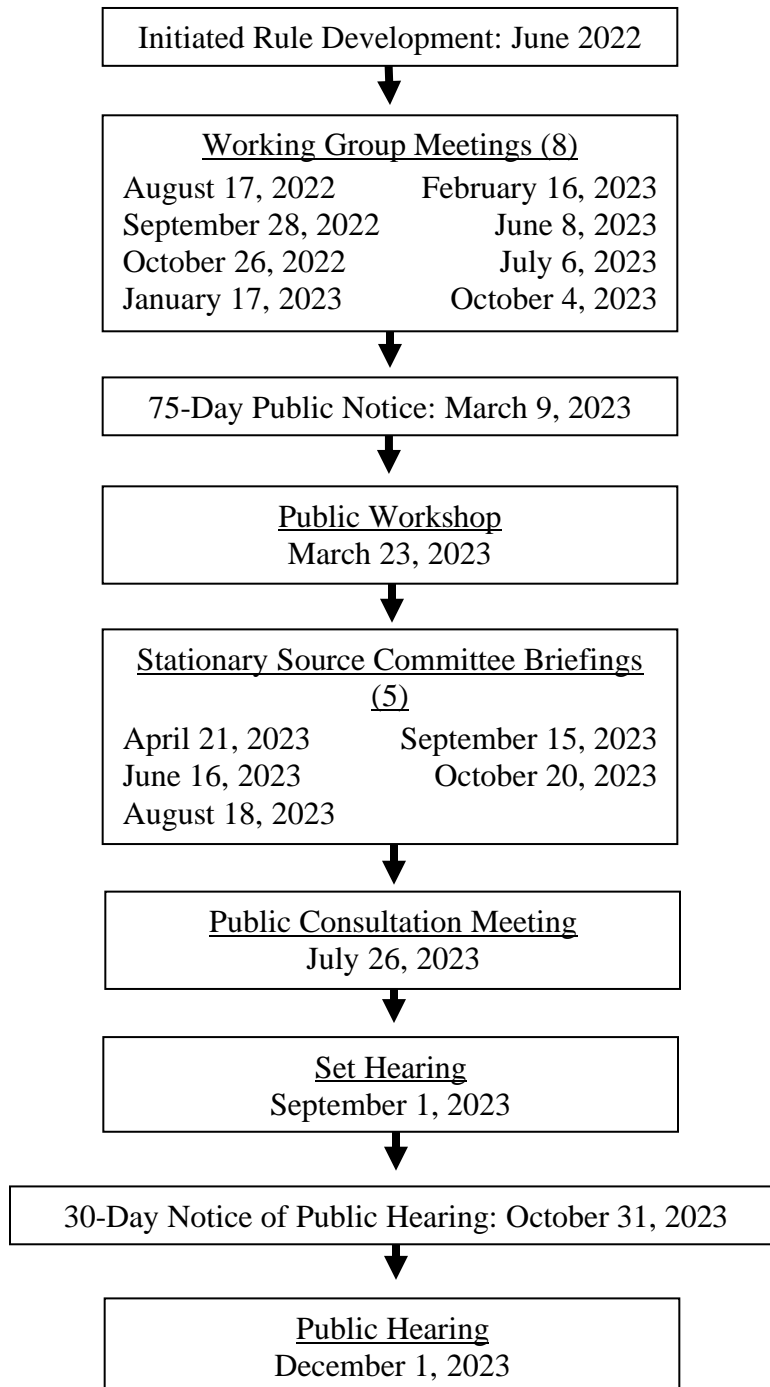 Initiated Rule Development: June 2022
Working Group Meetings (8)
August 17, 2022 February 16, 2023
September 28, 2022 June 8, 2023
October 26, 2022 July 6, 2023
January 17, 2023 October 4, 2023
75-Day Public Notice: March 9, 2023
Public Workshop
March 23, 2023
Stationary Source Committee Briefings
(5)
April 21, 2023 September 15, 2023
June 16, 2023 October 20, 2023
August 18, 2023
Public Consultation Meeting
July 26, 2023
Set Hearing
September 1, 2023
30-Day Notice of Public Hearing: October 31, 2023
Public Hearing
December 1, 2023